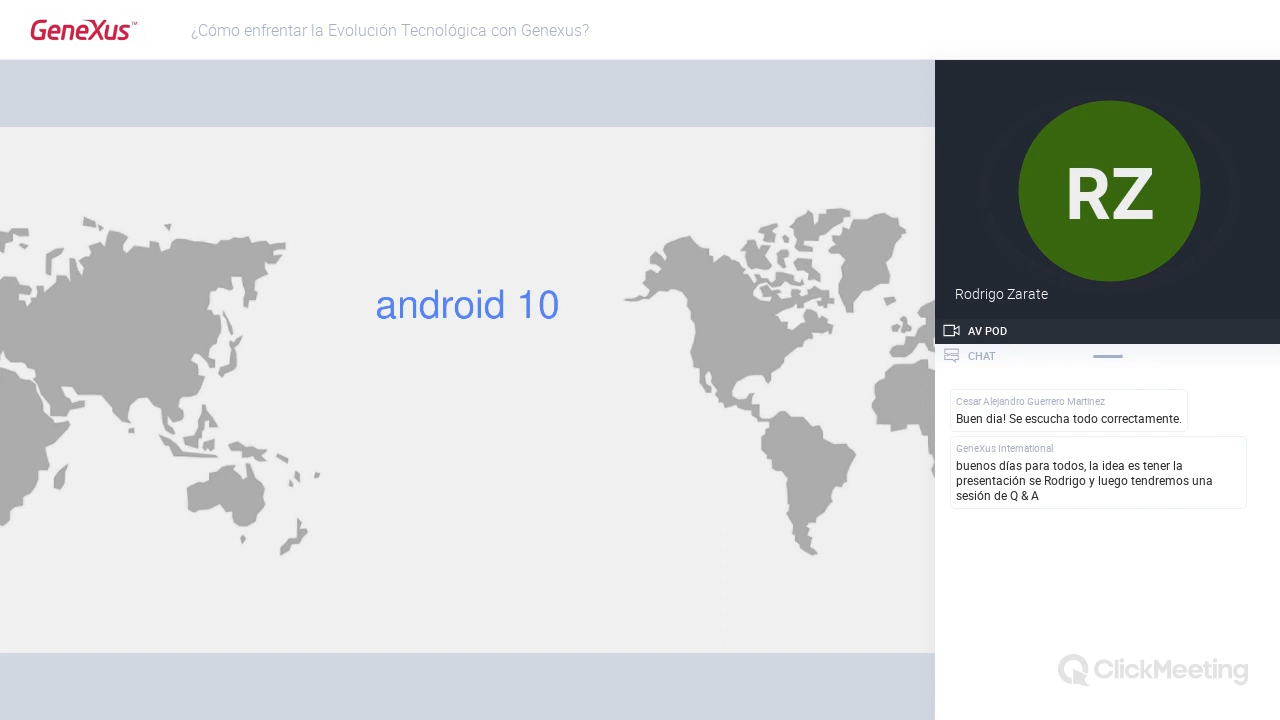 GeneXus™
¿Cómo enfrentar la Evolución Tecnológica con Genexus?
android 10
RZ
Rodrigo Zarate
AV POD
CHAT
Cesar Alejandro Guerrero Martinez
Buen dia! Se escucha todo correctamente.
GeneXus International
buenos días para todos, la idea es tener la
presentación se Rodrigo y luego tendremos una
sesión de Q & A
ClickMeeting